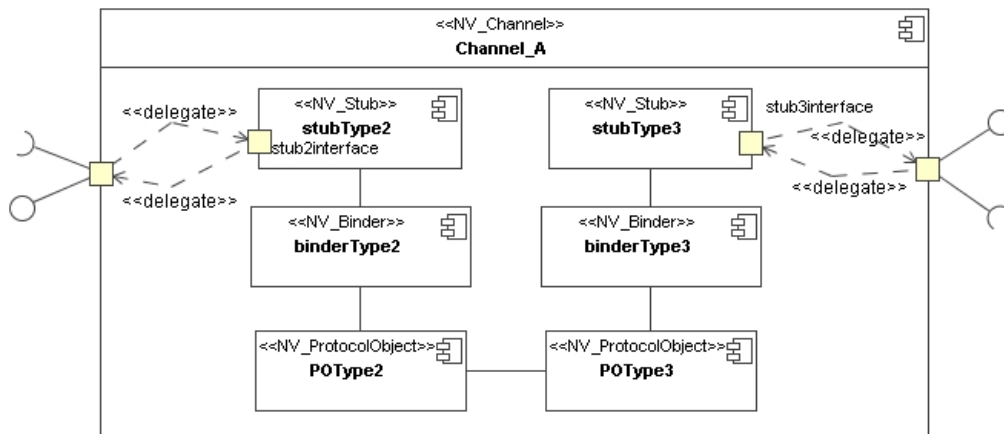 <<NV_Channel>>
Channel_A
<<delegate>>
<<NV_Stub>>
stubType2
stub2interface
<<delegate>>
<<NV_Stub>>
stubType3
stub3interface
<<delegate>>
<<delegate>>
<<NV_Binder>>
binderType2
<<NV_Binder>>
binderType3
<<NV_ProtocolObject>>
POType2
<<NV_ProtocolObject>>
POType3